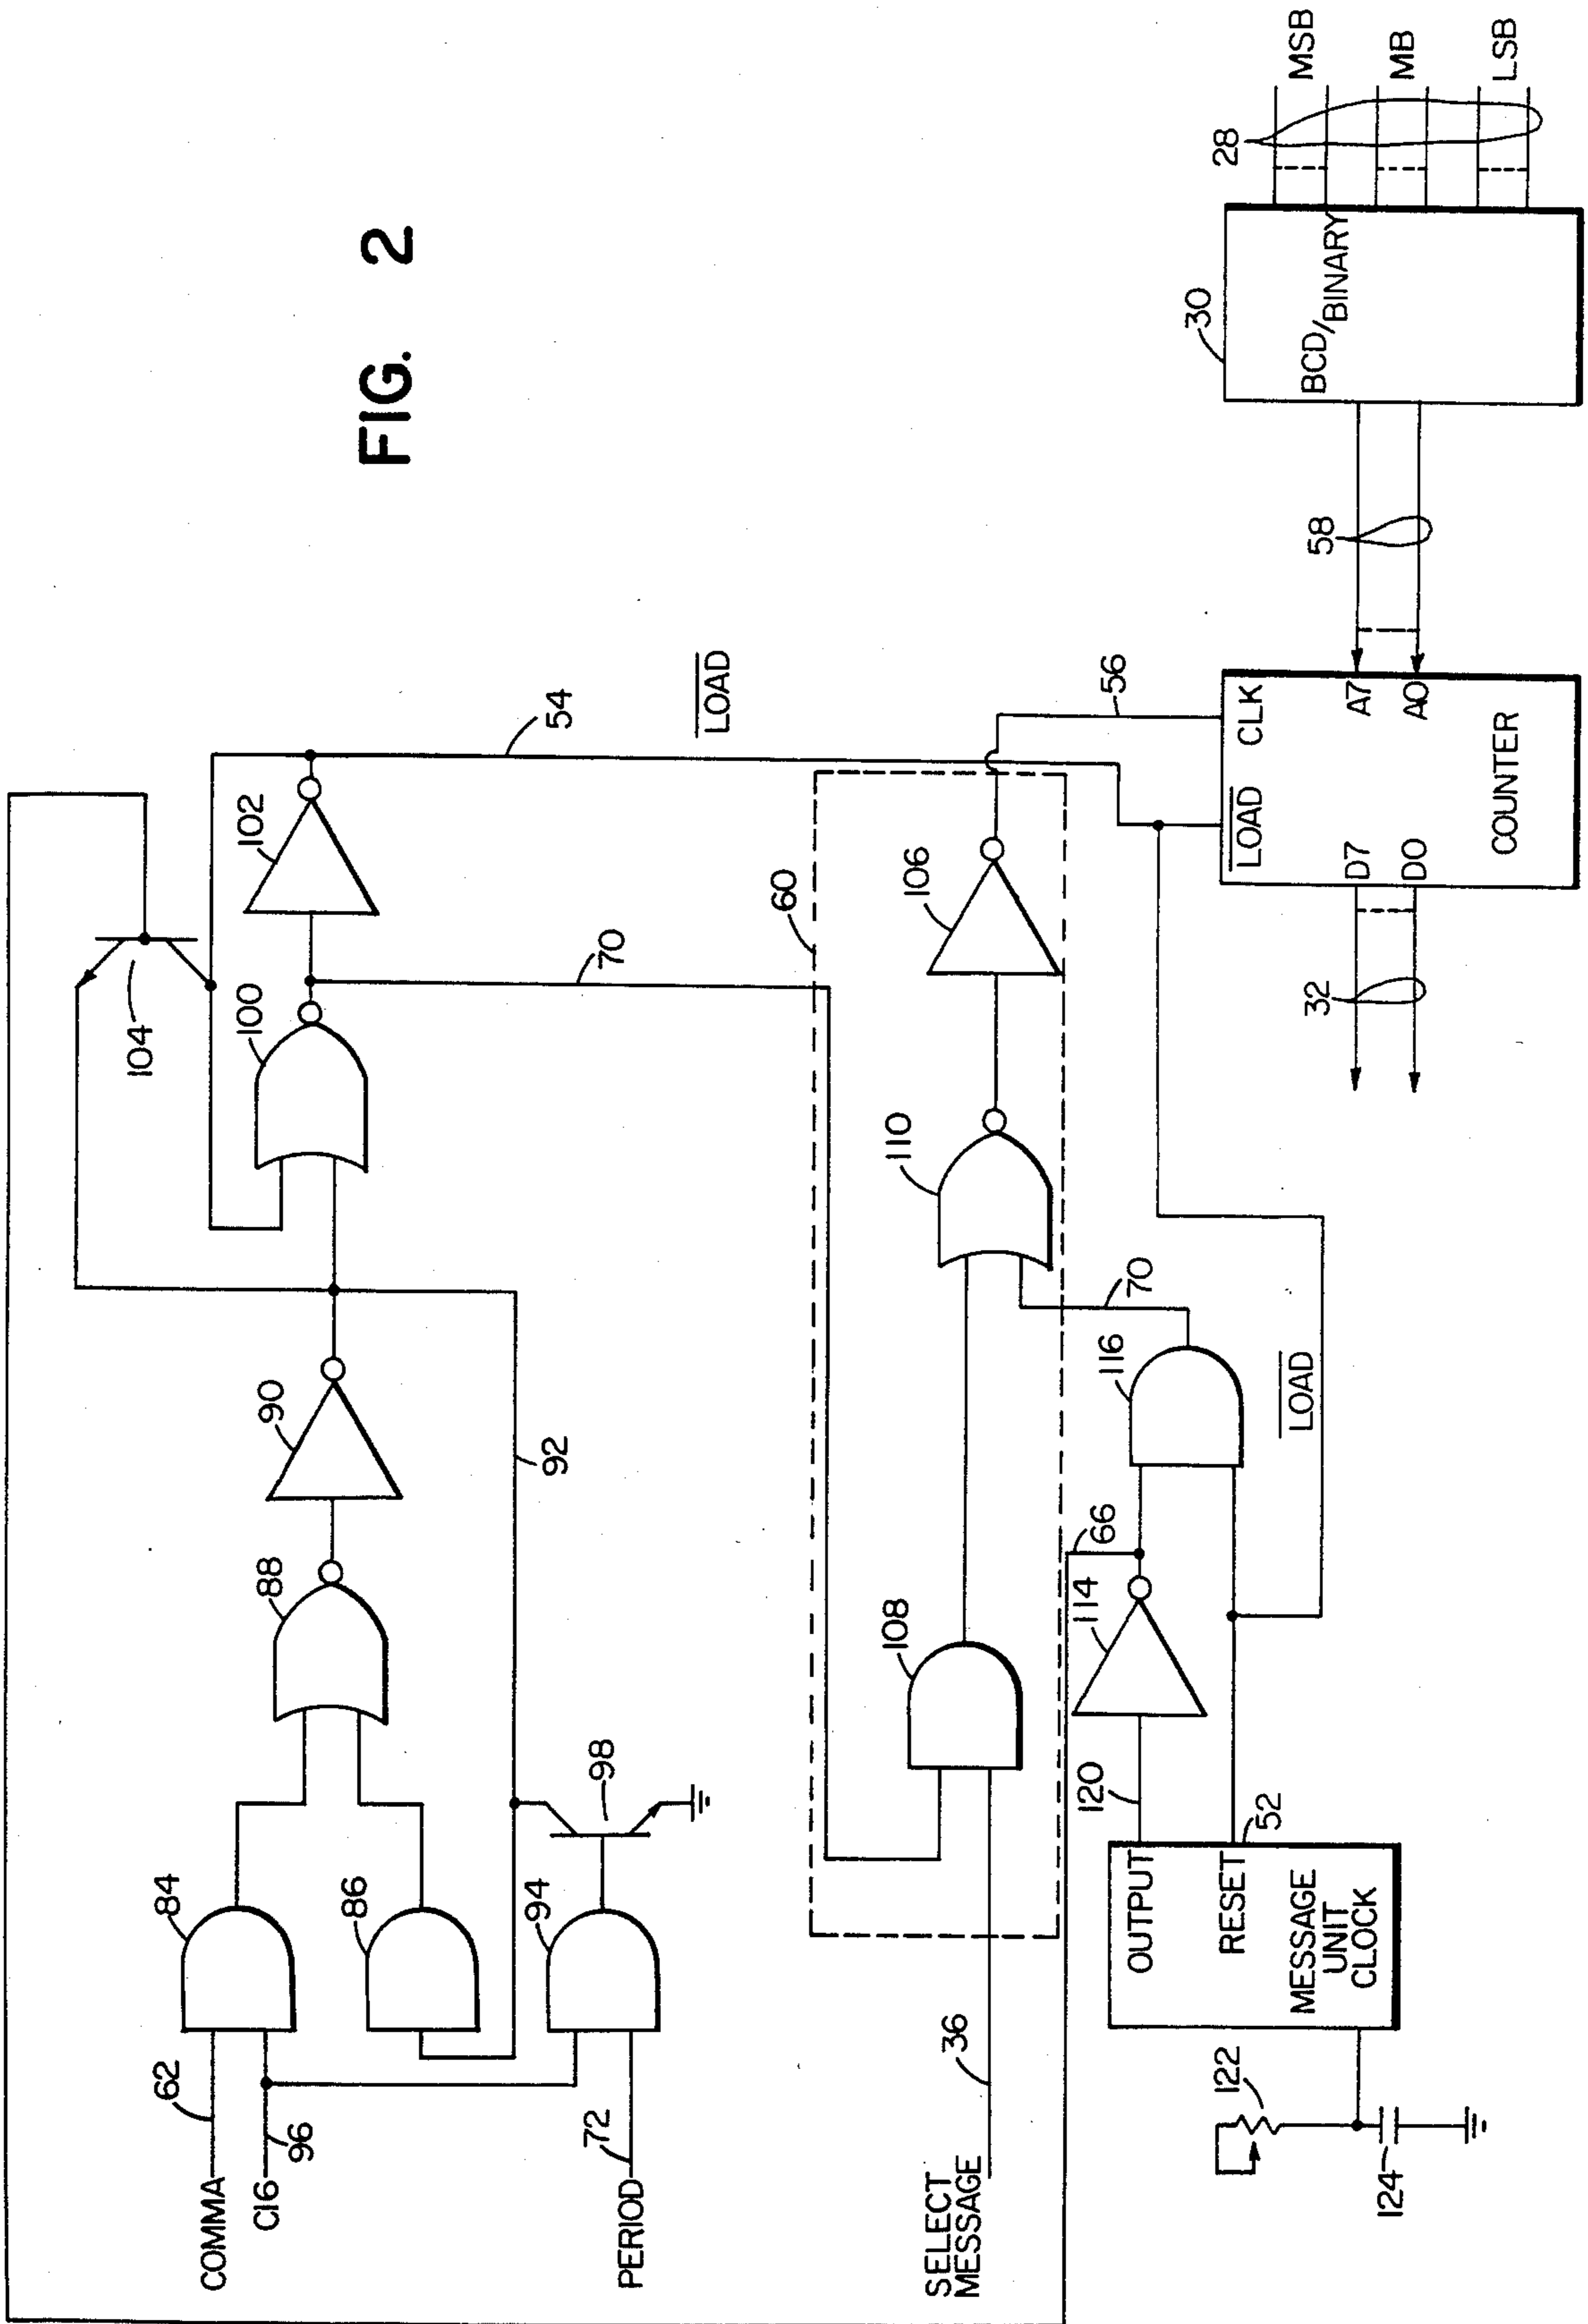 FIG. 2
COMMA
62
C16
96
PERIOD
72
84
86
94
98
88
90
92
100
102
104
54
LOAD
70
60
SELECT
MESSAGE
36
108
110
106
56
66
114
116
70
LOAD
120
OUTPUT
RESET
52
MESSAGE
UNIT
CLOCK
122
124
32
D7
D0
LOAD
CLK
A7
A0
COUNTER
58
30
BCD/BINARY
28
MSB
MB
LSB